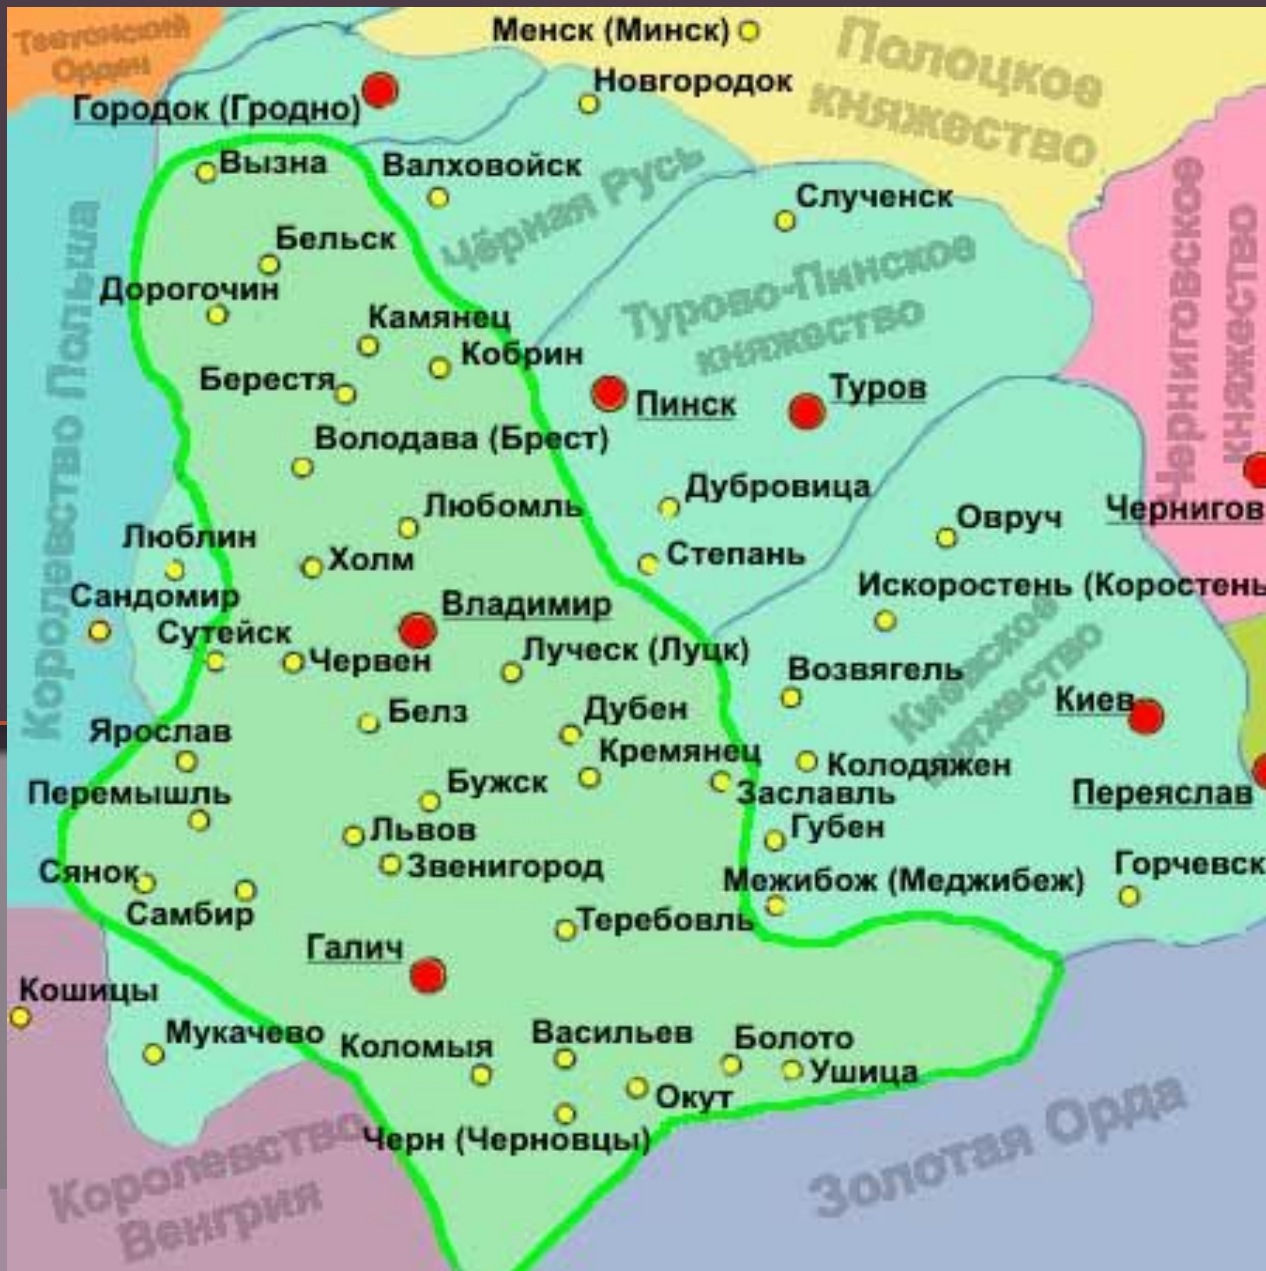 Тевтонский
Орден
Менск (Минск)
Полоцкое
княжество
Новгородок
Городок (Гродно)
Вызна
Валховойск
Чёрная Русь
Слученск
Черниговское
княжество
Королевство Польша
Бельск
Дорогочин
Турово-Пинское
княжество
Камянец
Кобрин
Берестя
Пинск
Туров
Володава (Брест)
Любомль
Дубровица
Чернигов
Овруч
Люблин
Холм
Степань
Искоростень (Коростень
Сандомир
Владимир
Сутейск
Червен
Луческ (Луцк)
Возвягель
Киевское
княжество
Киев
Белз
Дубен
Ярослав
Кремянец
Колодяжен
Перемышль
Бужск
Заславль
Переяслав
Львов
Губен
Звенигород
Сянок
Межибож (Меджибеж)
Горчевск
Самбир
Теребовль
Галич
Кошицы
Мукачево
Коломыя
Васильев
Болото
Ушица
Окут
Черн (Черновцы)
Королевство
Венгрия
Золотая Орда